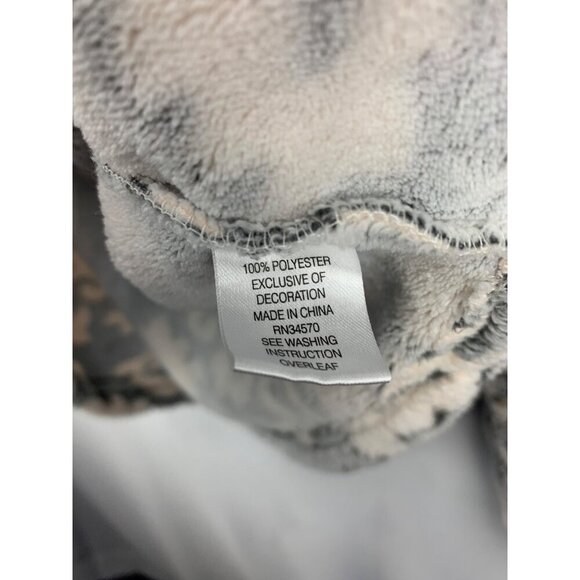 100% POLYESTER
EXCLUSIVE OF
DECORATION
MADE IN CHINA
RN34570
SEE WASHING
INSTRUCTION
OVERLEAF